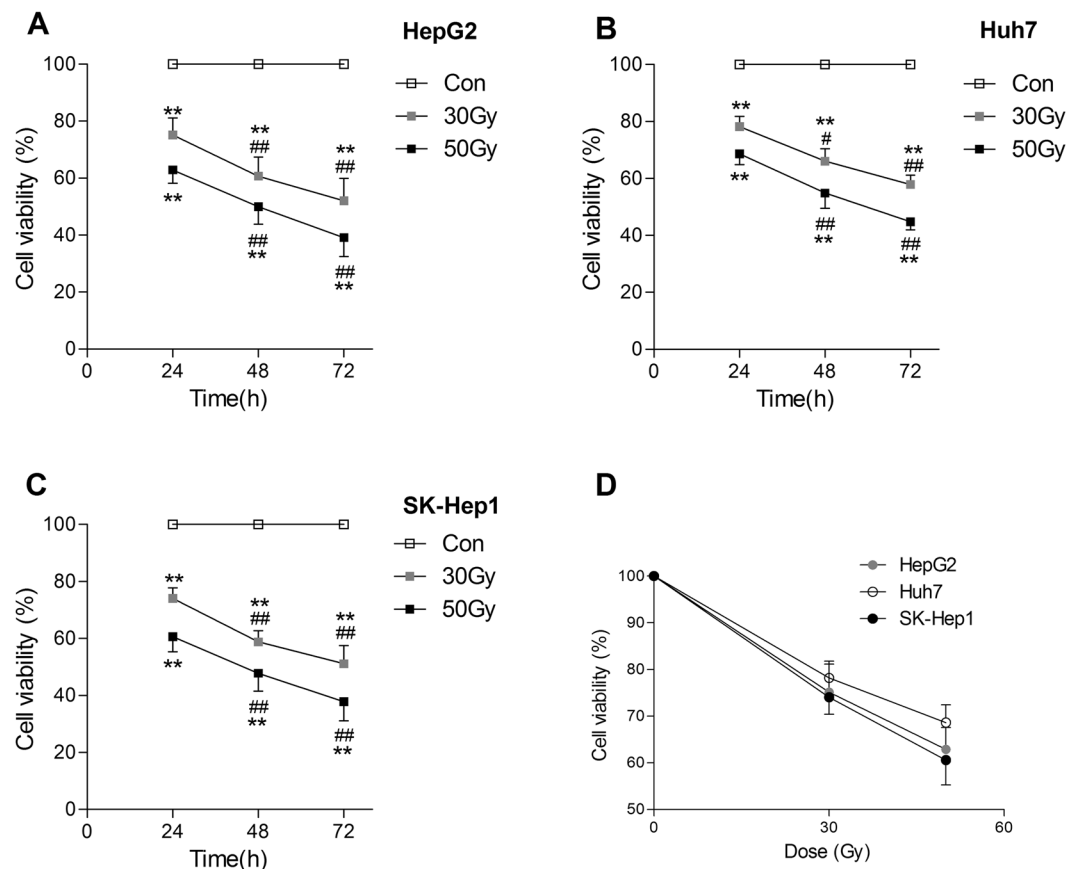 A
HepG2
Con
30Gy
50Gy
Cell viability (%)
100
80
60
40
20
0
**
**
##
**
##
**
##
**
##
**
0
24
48
72
Time(h)
B
Huh7
Con
30Gy
50Gy
Cell viability (%)
100
80
60
40
20
0
**
**
#
**
##
**
##
**
##
**
0
24
48
72
Time(h)
C
SK-Hep1
Con
30Gy
50Gy
Cell viability (%)
100
80
60
40
20
0
**
**
##
**
##
**
##
**
##
**
0
24
48
72
Time(h)
D
HepG2
Huh7
SK-Hep1
Cell viability (%)
100
90
80
70
60
50
0
30
60
Dose (Gy)